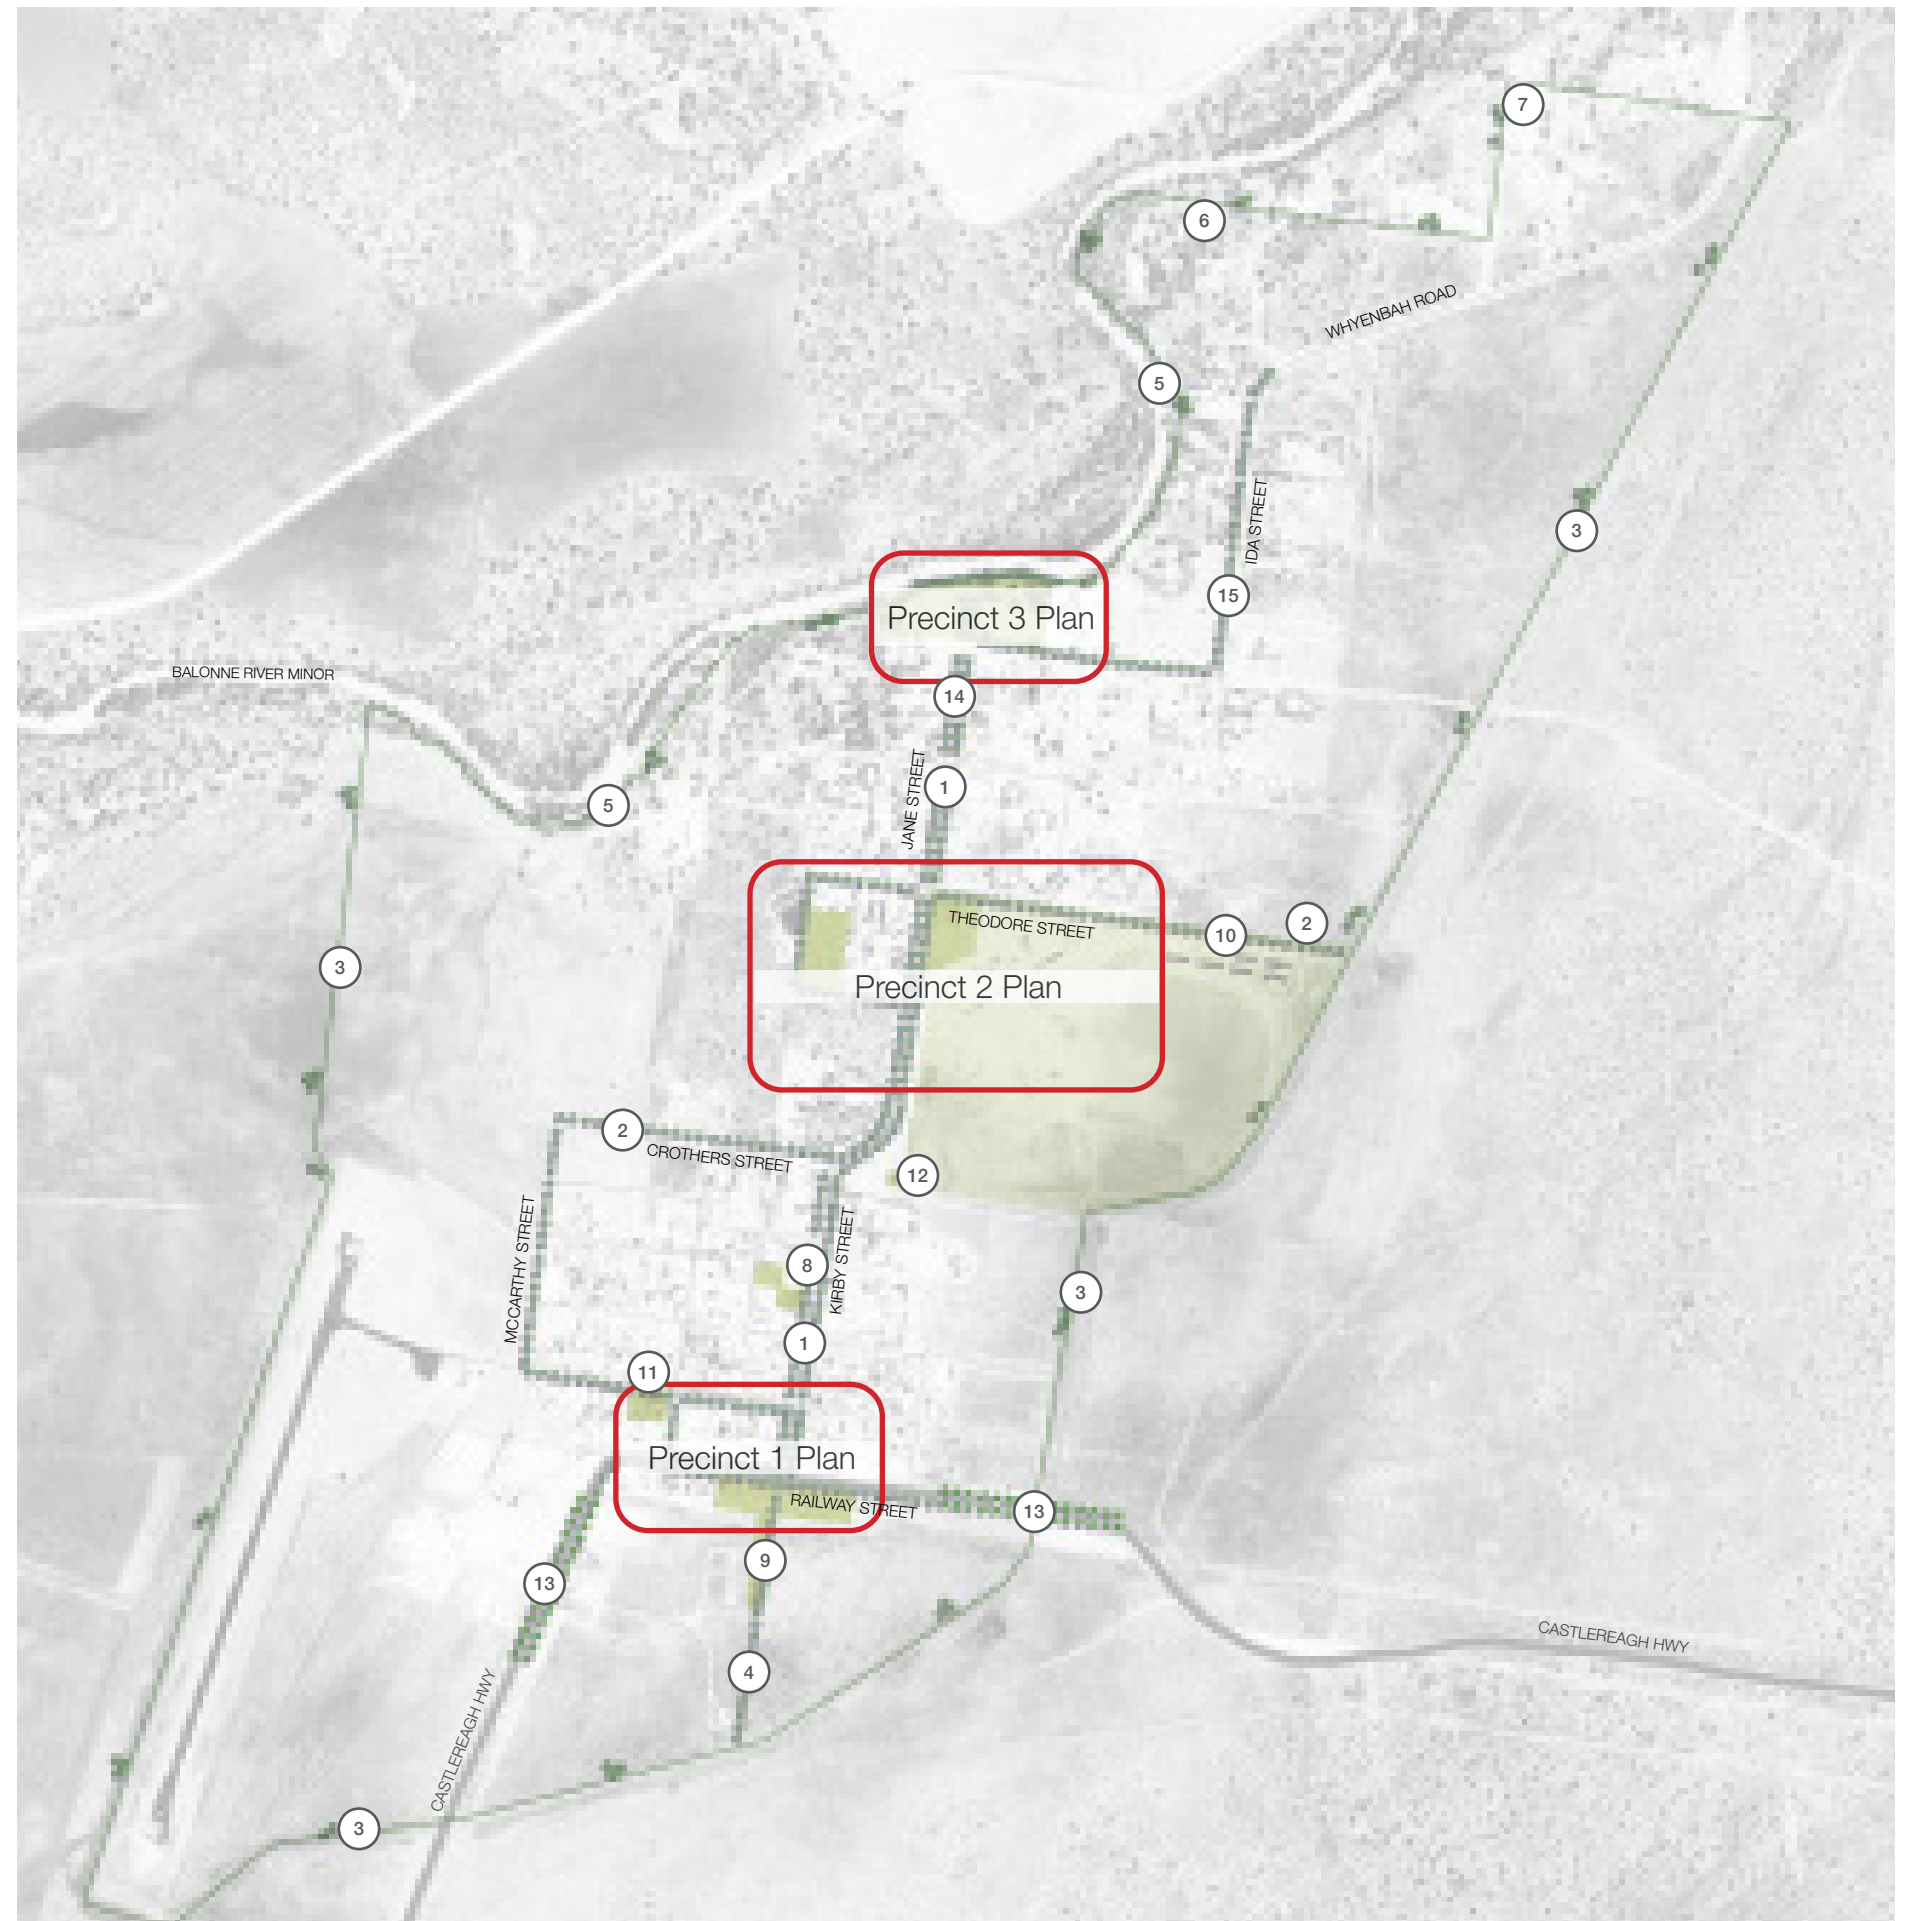 7
6
WHYENBAH ROAD
5
IDA STREET
3
15
Precinct 3 Plan
BALONNE RIVER MINOR
14
JANE STREET
1
5
THEODORE STREET
2
10
3
Precinct 2 Plan
2
CROTHERS STREET
12
MCCARTHY STREET
KIRBY STREET
8
3
1
11
Precinct 1 Plan
RAILWAY STREET
13
9
13
CASTLEREAGH HWY
4
CASTLEREAGH HWY
3